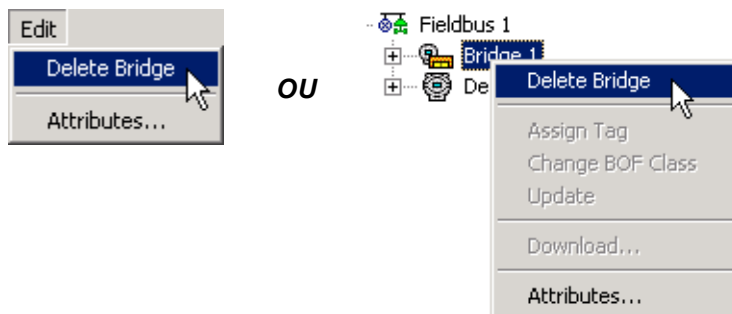 Edit
Delete Bridge
Attributes...
OU
Fieldbus 1
Bridge 1
De
Delete Bridge
Assign Tag
Change BOF Class
Update
Download...
Attributes...